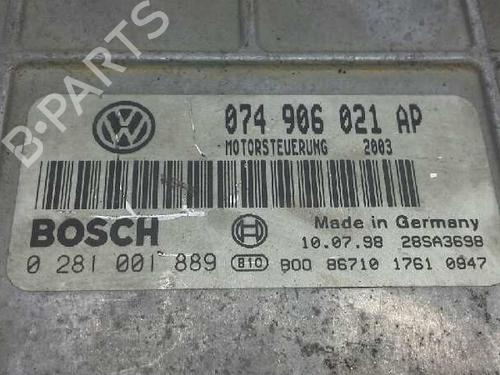 B-PARTS
074 906 021 AP
MOTORSTEUERUNG 2003
BOSCH
Made in Germany
10.07.98 28SA3698
0 281 001 889 810 BOO 86710 1761 0947